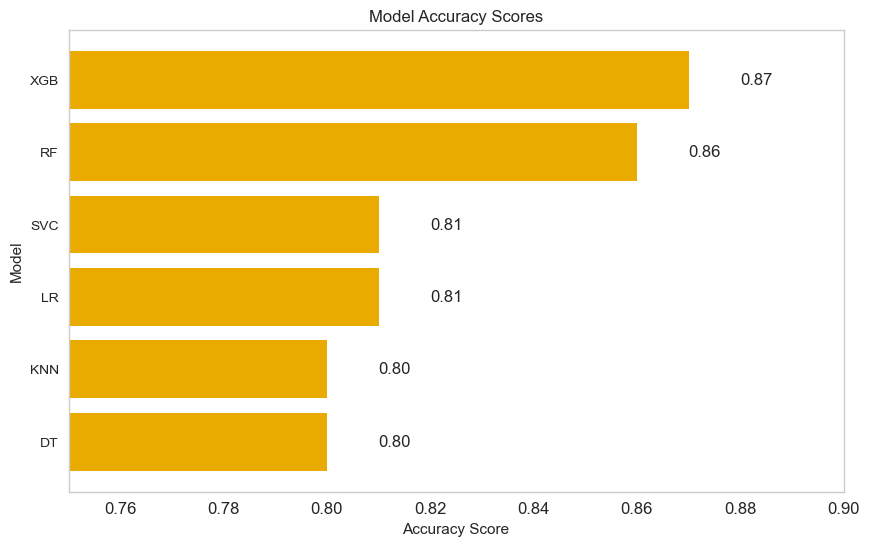 Model Accuracy Scores
XGB 0.87
RF 0.86
SVC 0.81
LR 0.81
KNN 0.80
DT 0.80
Model
0.76 0.78 0.80 0.82 0.84 0.86 0.88 0.90
Accuracy Score